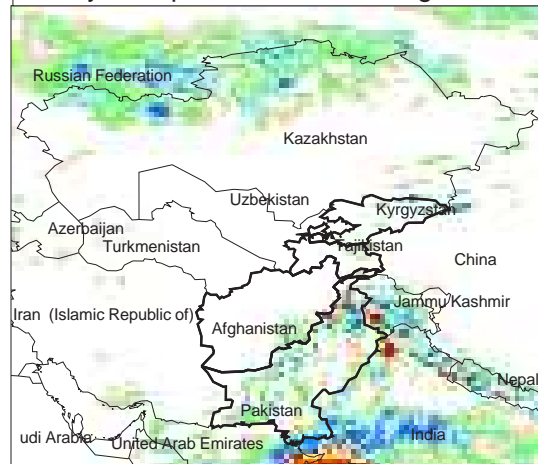 Russian Federation
Kazakhstan
Uzbekistan
Kyrgyzstan
Azerbaijan
Turkmenistan
Tajikistan
China
Iran (Islamic Republic of)
Jammu Kashmir
Afghanistan
Nepal
Pakistan
udi Arabia
United Arab Emirates
India